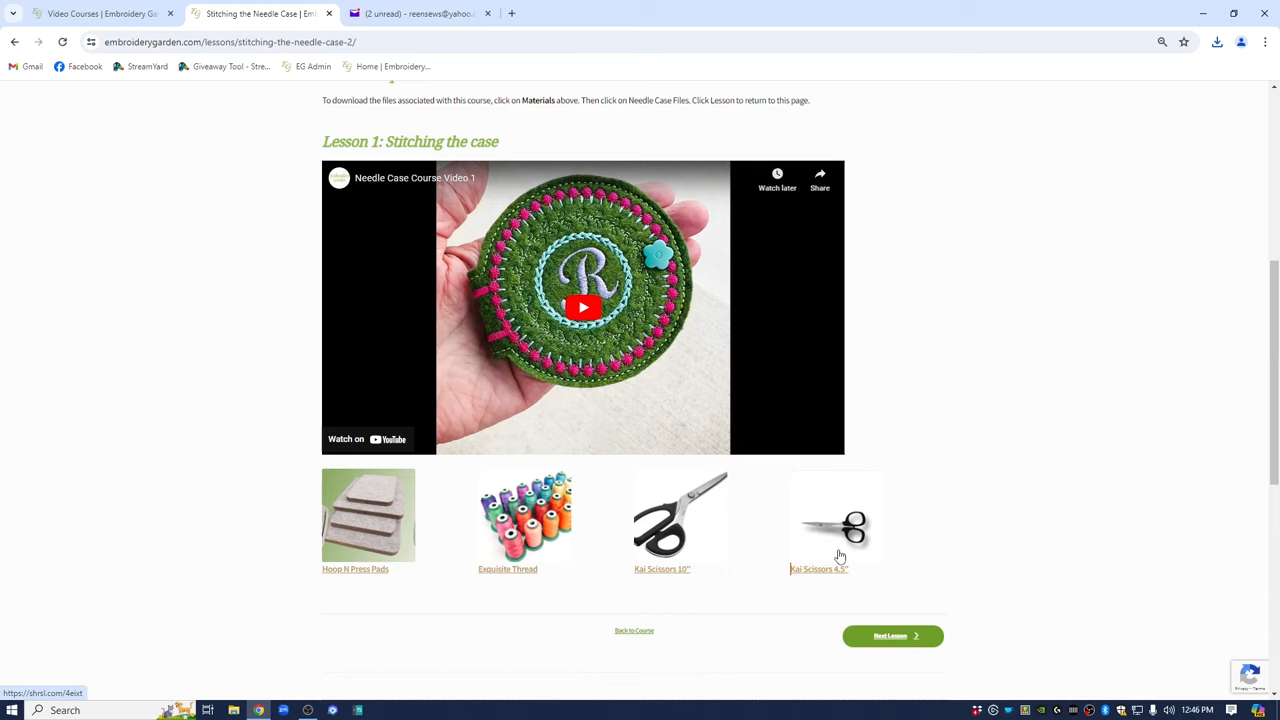 Video Courses | Embroidery Gard
Stitching the Needle Case | Emb
(2 unread) - reensews@yahoo.c
embroiderygarden.com/lessons/stitching-the-needle-case-2/
Gmail
Facebook
StreamYard
Giveaway Tool - Stre...
EG Admin
Home | Embroidery...
To download the files associated with this course, click on Materials above. Then click on Needle Case Files. Click Lesson to return to this page.
Lesson 1: Stitching the case
Needle Case Course Video 1
Watch later
Share
R
Watch on YouTube
Hoop N Press Pads
Exquisite Thread
Kai Scissors 10"
Kai Scissors 4.5"
Back to Course
Next Lesson
Privacy - Terms
https://shrsl.com/4eixt
Search
12:46 PM